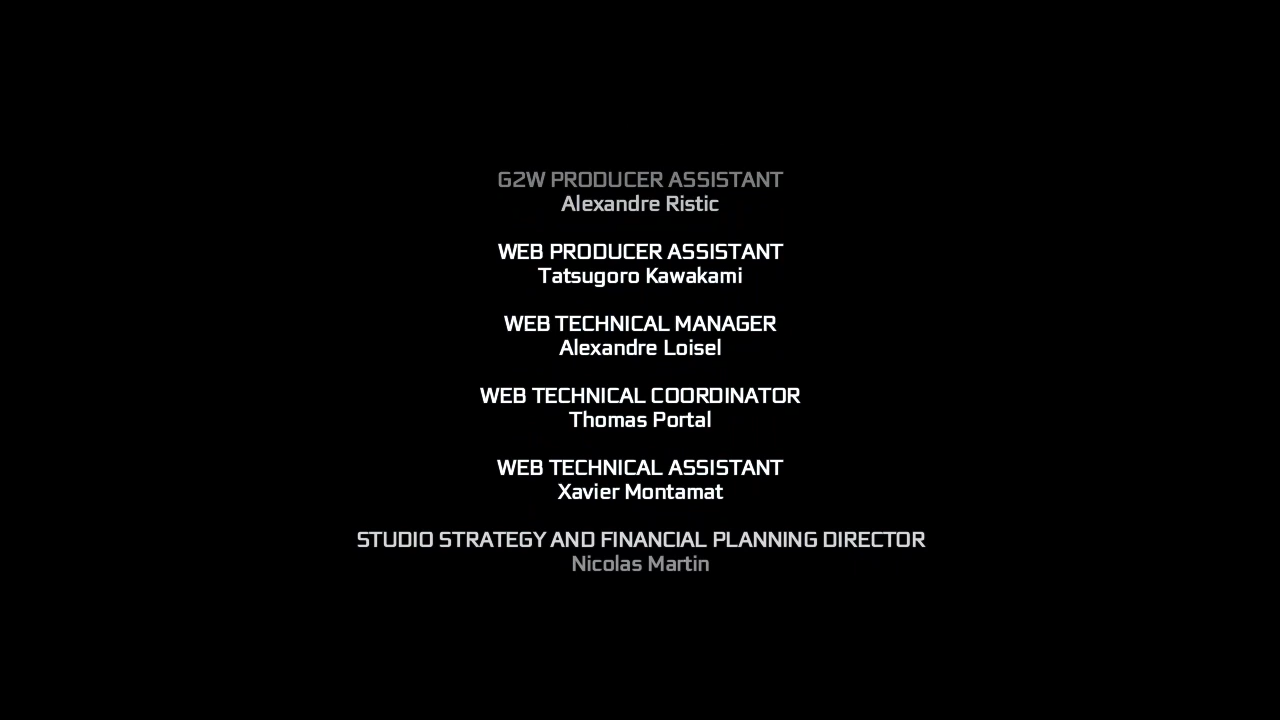 G2W PRODUCER ASSISTANT
Alexandre Ristic
WEB PRODUCER ASSISTANT
Tatsugoro Kawakami
WEB TECHNICAL MANAGER
Alexandre Loisel
WEB TECHNICAL COORDINATOR
Thomas Portal
WEB TECHNICAL ASSISTANT
Xavier Montamat
STUDIO STRATEGY AND FINANCIAL PLANNING DIRECTOR
Nicolas Martin